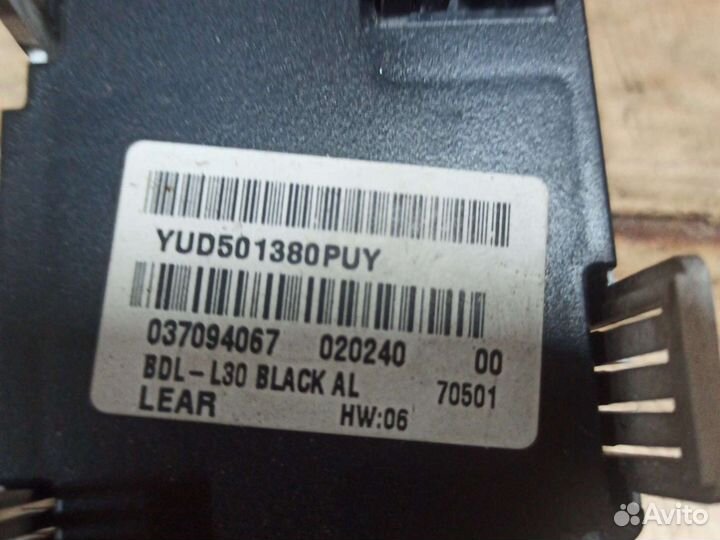 YUD501380PUY
037094067 020240 00
BDL-L30 BLACK AL 70501
LEAR HW:06
Avito